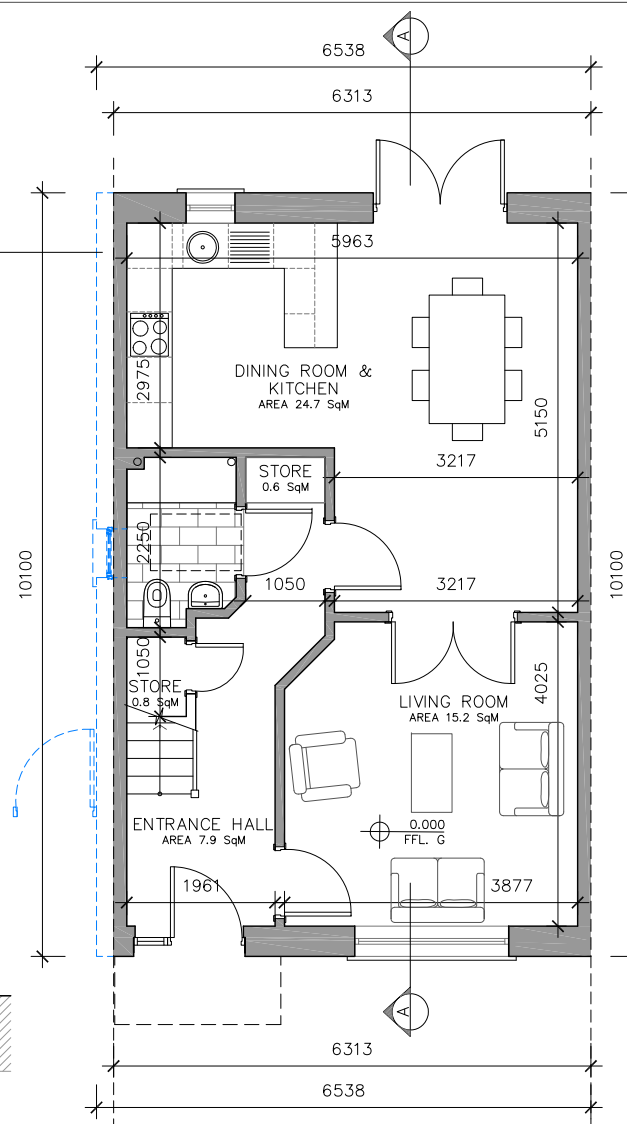 A
6538
6313
5963
DINING ROOM &
KITCHEN
AREA 24.7 SqM
2975
5150
STORE
0.6 SqM
3217
2250
10100
10100
1050
3217
1050
STORE
0.8 SqM
LIVING ROOM
AREA 15.2 SqM
4025
ENTRANCE HALL
AREA 7.9 SqM
0.000
FFL. G
1961
3877
A
6313
6538